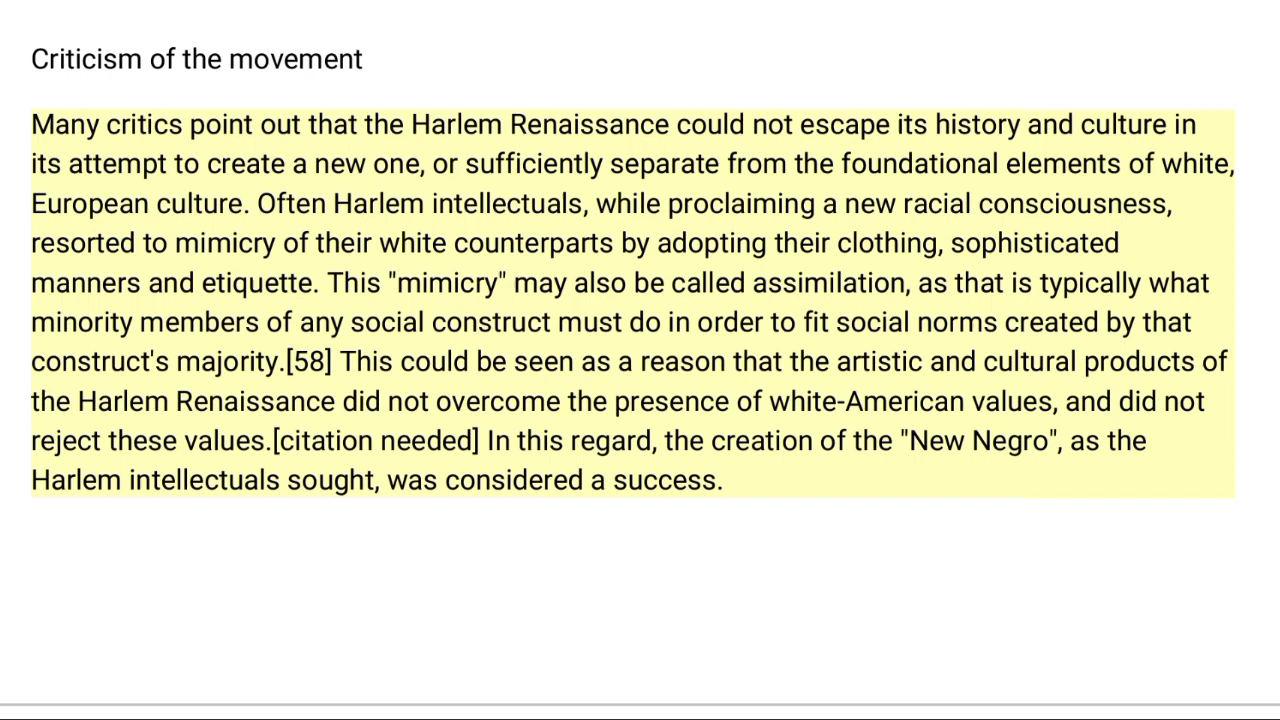 Criticism of the movement
Many critics point out that the Harlem Renaissance could not escape its history and culture in
its attempt to create a new one, or sufficiently separate from the foundational elements of white,
European culture. Often Harlem intellectuals, while proclaiming a new racial consciousness,
resorted to mimicry of their white counterparts by adopting their clothing, sophisticated
manners and etiquette. This "mimicry" may also be called assimilation, as that is typically what
minority members of any social construct must do in order to fit social norms created by that
construct's majority.[58] This could be seen as a reason that the artistic and cultural products of
the Harlem Renaissance did not overcome the presence of white-American values, and did not
reject these values.[citation needed] In this regard, the creation of the "New Negro", as the
Harlem intellectuals sought, was considered a success.